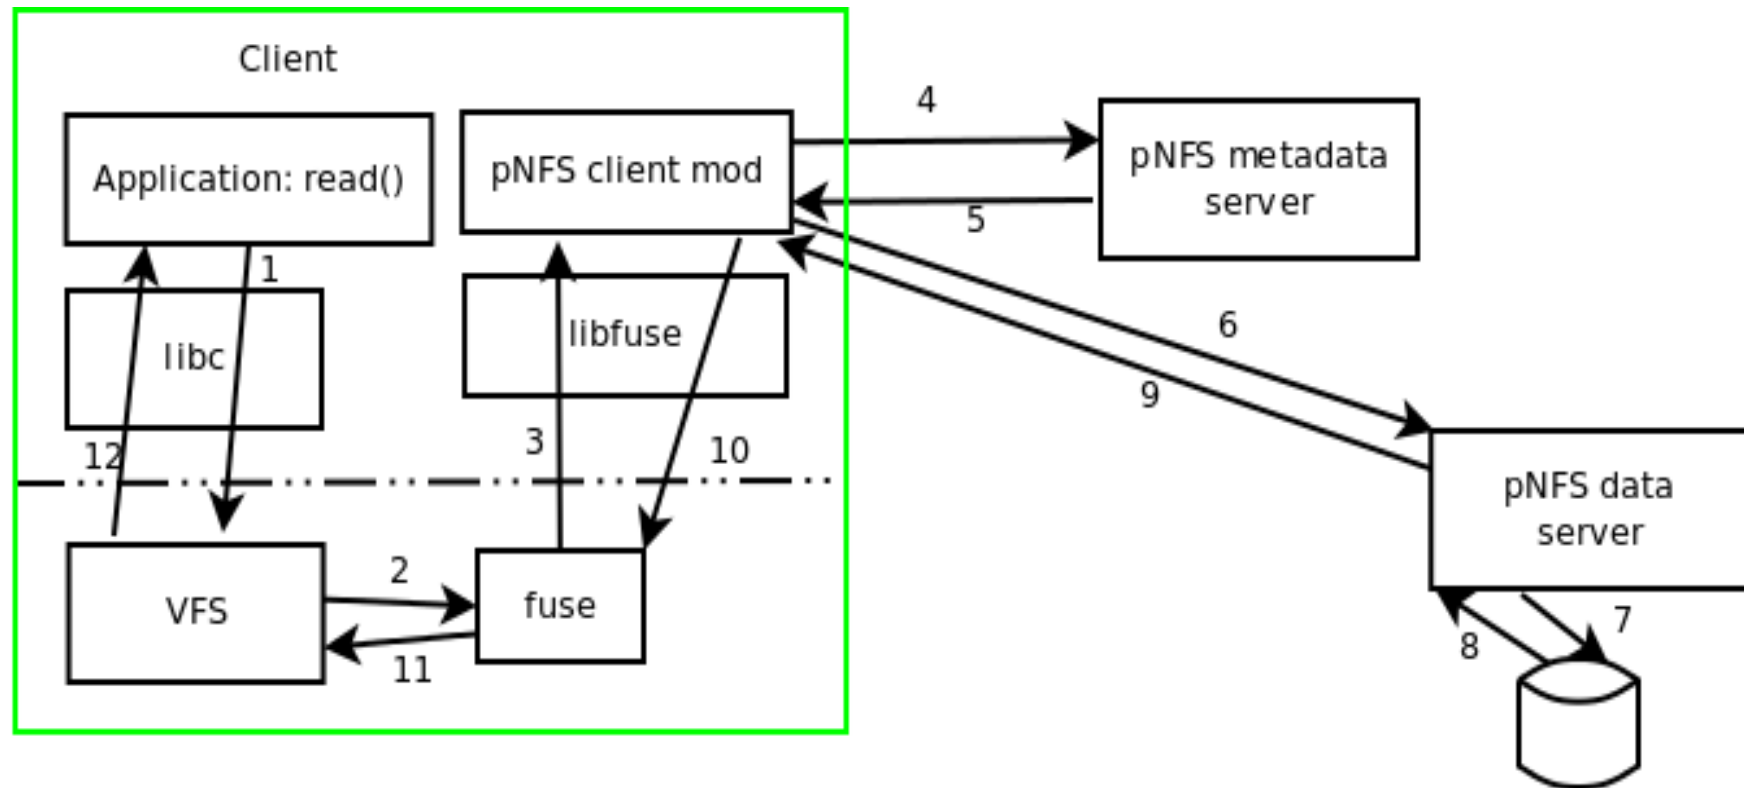 Client
4
Application: read()
pNFS client mod
pNFS metadata
server
5
1
libc
libfuse
6
9
12
3
10
pNFS data
server
2
VFS
fuse
11
7
8